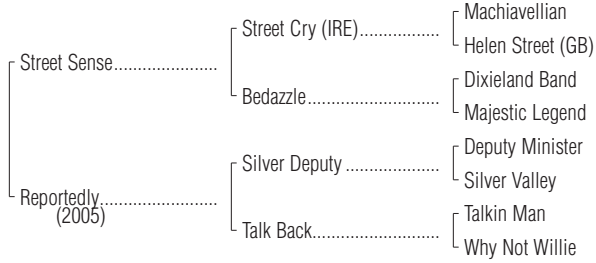 Machiavellian
Street Cry (IRE)..................
Helen Street (GB)
Street Sense.......................
Dixieland Band
Bedazzle.............................
Majestic Legend
Deputy Minister
Silver Deputy .....................
Silver Valley
Reportedly..........................
(2005)
Talkin Man
Talk Back............................
Why Not Willie